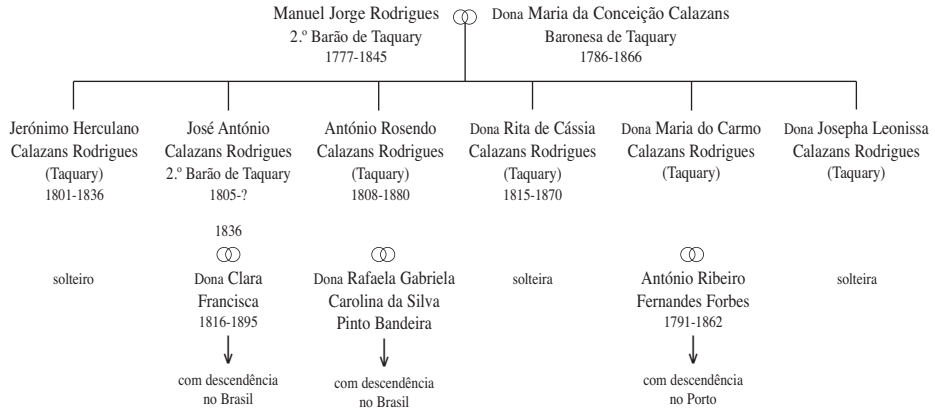 Manuel Jorge Rodrigues
2.º Barão de Taquary
1777-1845
Dona Maria da Conceição Calazans
Baronesa de Taquary
1786-1866
Jerónimo Herculano
Calazans Rodrigues
(Taquary)
1801-1836
solteiro
José António
Calazans Rodrigues
2.º Barão de Taquary
1805-?
1836
Dona Clara
Francisca
1816-1895
com descendência
no Brasil
António Rosendo
Calazans Rodrigues
(Taquary)
1808-1880
Dona Rafaela Gabriela
Carolina da Silva
Pinto Bandeira
com descendência
no Brasil
Dona Rita de Cássia
Calazans Rodrigues
(Taquary)
1815-1870
solteira
Dona Maria do Carmo
Calazans Rodrigues
(Taquary)
António Ribeiro
Fernandes Forbes
1791-1862
com descendência
no Porto
Dona Josepha Leonissa
Calazans Rodrigues
(Taquary)
solteira